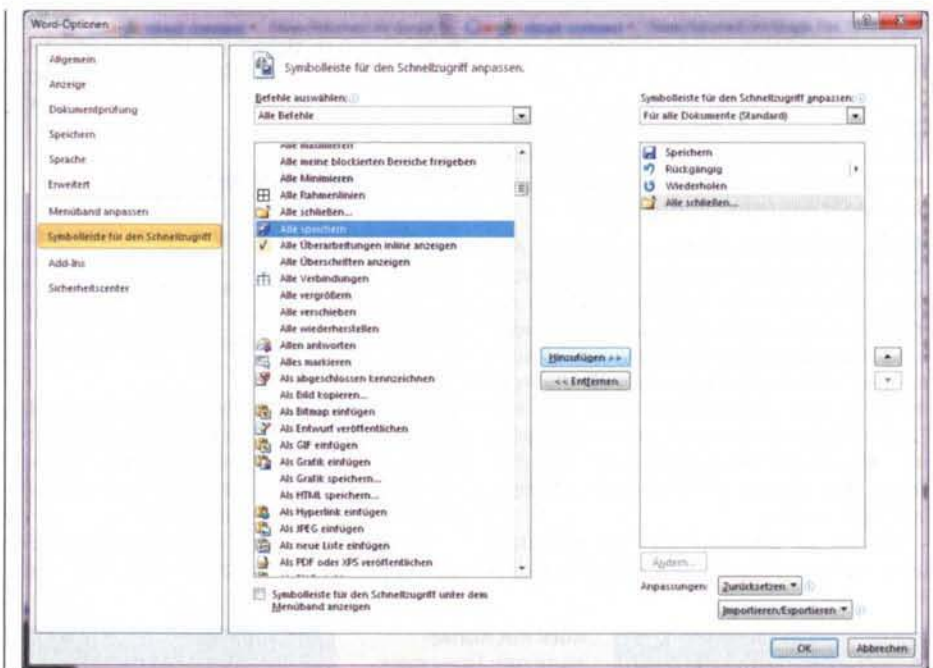 Word-Optionen
Allgemein
Anzeige
Dokumentprüfung
Speichern
Sprache
Erweitert
Menüband anpassen
Symbolleiste für den Schnellzugriff
Add-Ins
Sicherheitscenter
Symbolleiste für den Schnellzugriff anpassen.
Befehle auswählen:
Alle Befehle
Alle maximieren
Alle meine blockierten Bereiche freigeben
Alle Minimieren
Alle Rahmenlinien
Alle schließen...
Alle speichern
Alle Überarbeitungen inline anzeigen
Alle Überschriften anzeigen
Alle Verbindungen
Alle vergrößern
Alle verschieben
Alle wiederherstellen
Allen antworten
Alles markieren
Als abgeschlossen kennzeichnen
Als Bild kopieren...
Als Bitmap einfügen
Als Entwurf veröffentlichen
Als GIF einfügen
Als Grafik einfügen
Als Grafik speichern...
Als HTML speichern...
Als Hyperlink einfügen
Als JPEG einfügen
Als neue Liste einfügen
Als PDF oder XPS veröffentlichen
Symbolleiste für den Schnellzugriff unter dem
Menüband anzeigen
Hinzufügen >>
<< Entfernen
Symbolleiste für den Schnellzugriff anpassen:
Für alle Dokumente (Standard)
Speichern
Rückgängig
Wiederholen
Alle schließen...
Ändern...
Anpassungen:
Zurücksetzen
Importieren/Exportieren
OK
Abbrechen